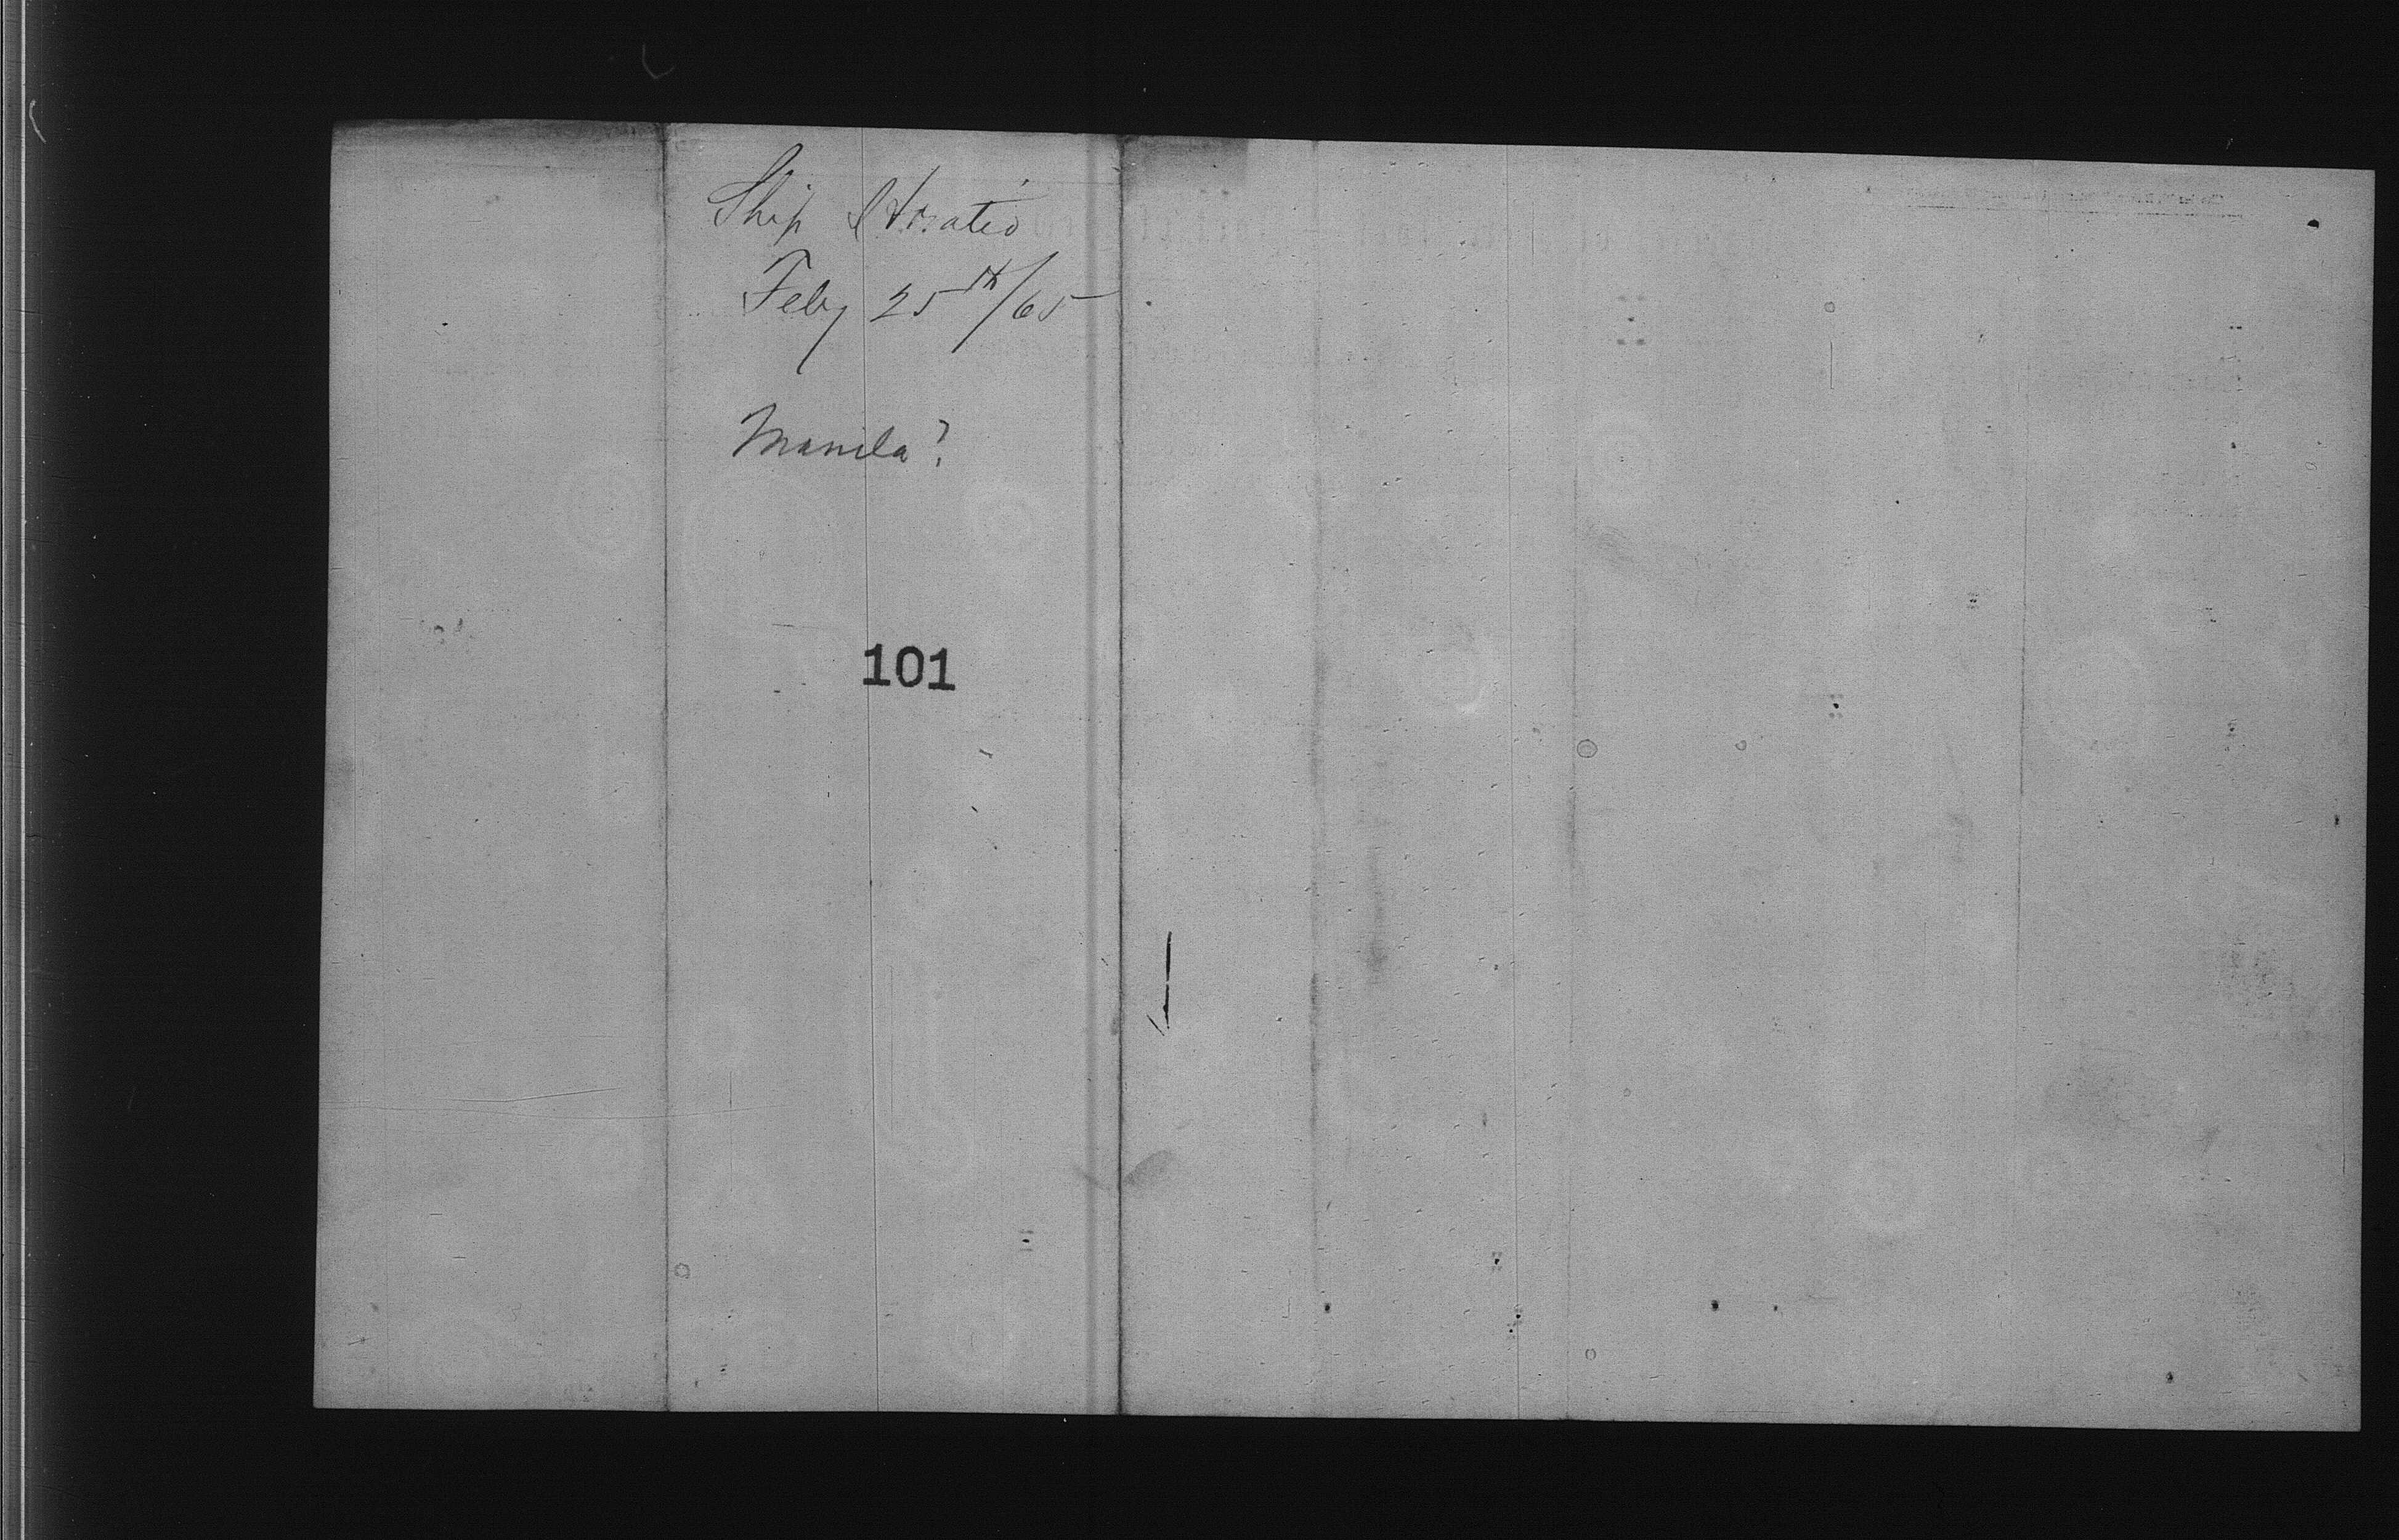 Ship Horatio
Feby 25th/65
Manila?
101